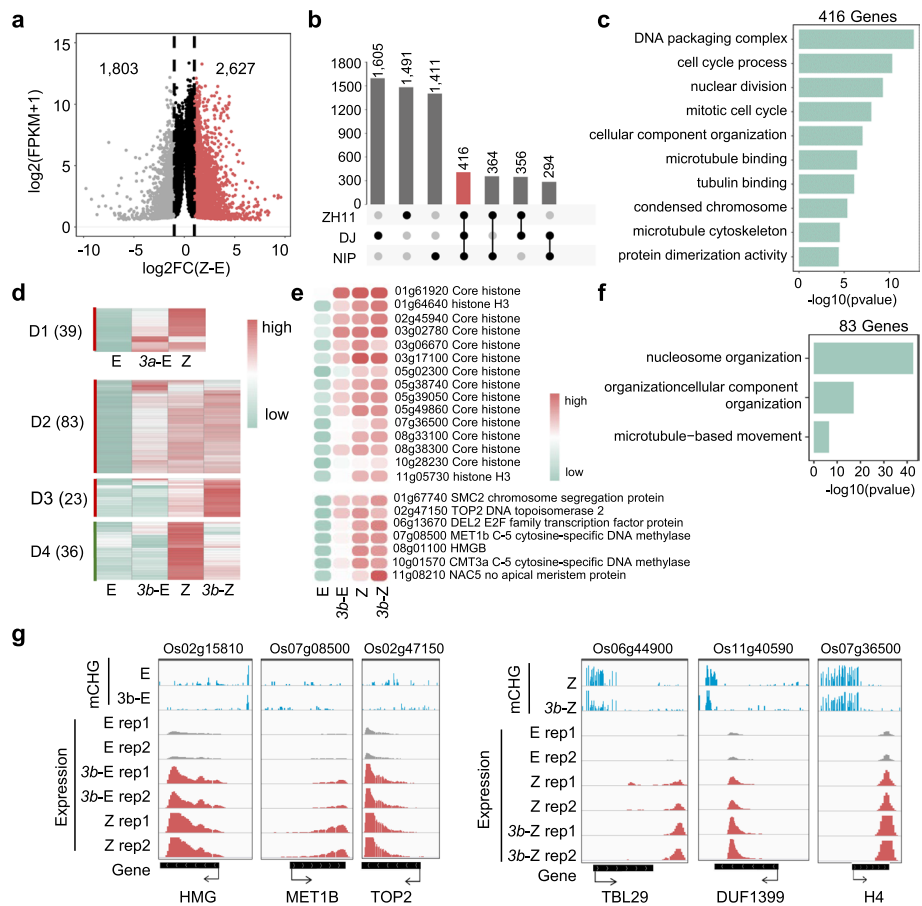 a
15
12
9
6
3
0
1,803
2,627
log2(FPKM+1)
−10
−5
0
5
10
log2FC(Z-E)
b
1800
1500
1200
900
600
300
0
1,605
1,491
1,411
416
364
356
294
ZH11
DJ
NIP
c
416 Genes
DNA packaging complex
cell cycle process
nuclear division
mitotic cell cycle
cellular component organization
microtubule binding
tubulin binding
condensed chromosome
microtubule cytoskeleton
protein dimerization activity
0
5
10
-log10(pvalue)
d
D1 (39)
E
3a-E
Z
high
low
D2 (83)
D3 (23)
D4 (36)
E
3b-E
Z
3b-Z
e
01g61920 Core histone
01g64640 histone H3
02g45940 Core histone
03g02780 Core histone
03g06670 Core histone
03g17100 Core histone
05g02300 Core histone
05g38740 Core histone
05g39050 Core histone
05g49860 Core histone
07g36500 Core histone
08g33100 Core histone
08g38300 Core histone
10g28230 Core histone
11g05730 histone H3
01g67740 SMC2 chromosome segregation protein
02g47150 TOP2 DNA topoisomerase 2
06g13670 DEL2 E2F family transcription factor protein
07g08500 MET1b C-5 cytosine-specific DNA methylase
08g01100 HMGB
10g01570 CMT3a C-5 cytosine-specific DNA methylase
11g08210 NAC5 no apical meristem protein
E
3b-E
Z
3b-Z
high
low
f
83 Genes
nucleosome organization
organizationcellular component
organization
microtubule−based movement
0 10 20 30 40
-log10(pvalue)
g
Os02g15810
Os07g08500
Os02g47150
mCHG
E
3b-E
Expression
E rep1
E rep2
3b-E rep1
3b-E rep2
Z rep1
Z rep2
Gene
HMG
MET1B
TOP2
Os06g44900
Os11g40590
Os07g36500
mCHG
Z
3b-Z
Expression
E rep1
E rep2
Z rep1
Z rep2
3b-Z rep1
3b-Z rep2
Gene
TBL29
DUF1399
H4